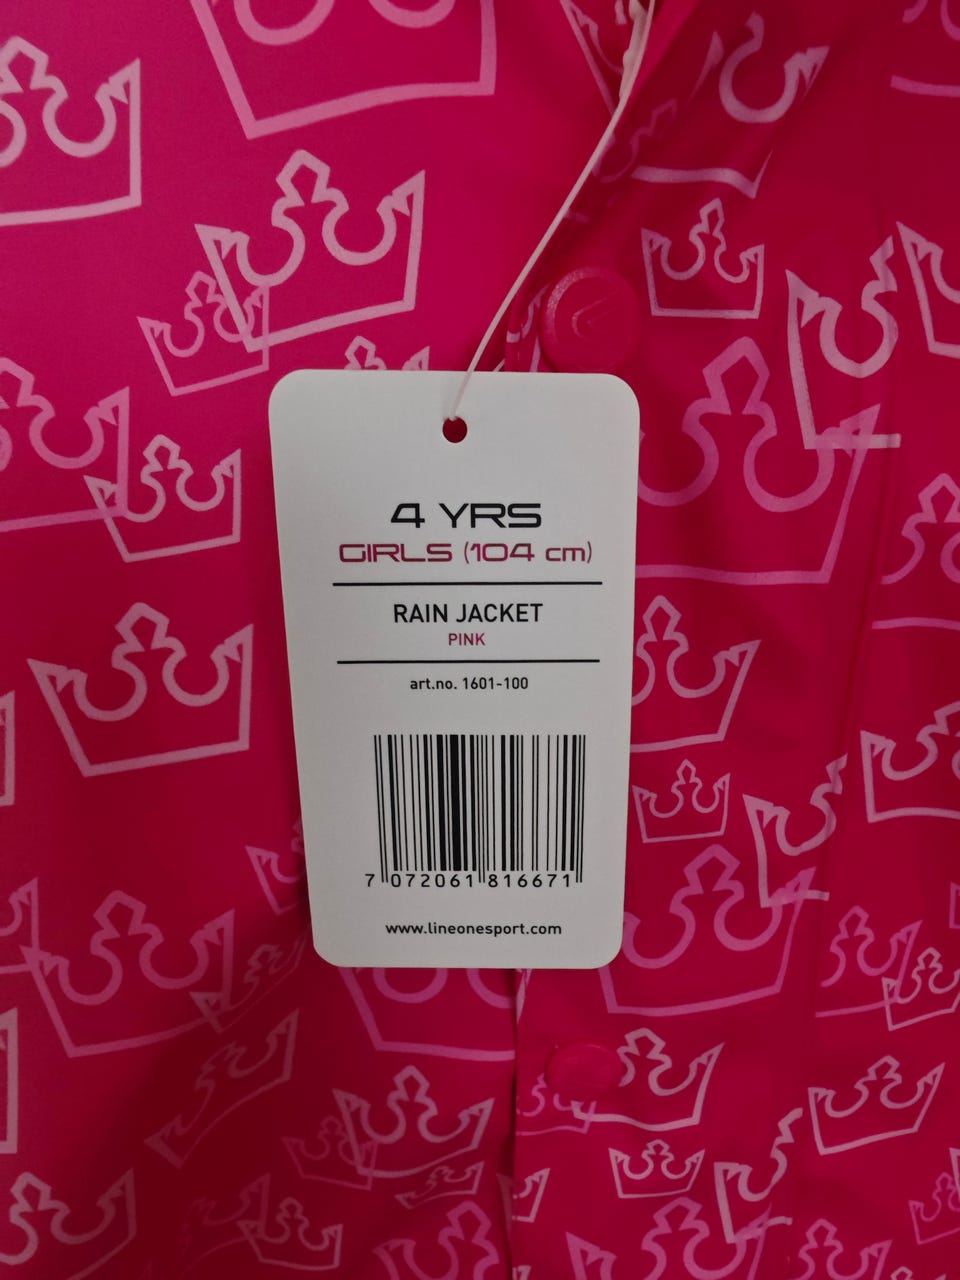 4 YRS
GIRLS (104 cm)
RAIN JACKET
PINK
art.no. 1601-100
7 072061 816671
www.lineonesport.com